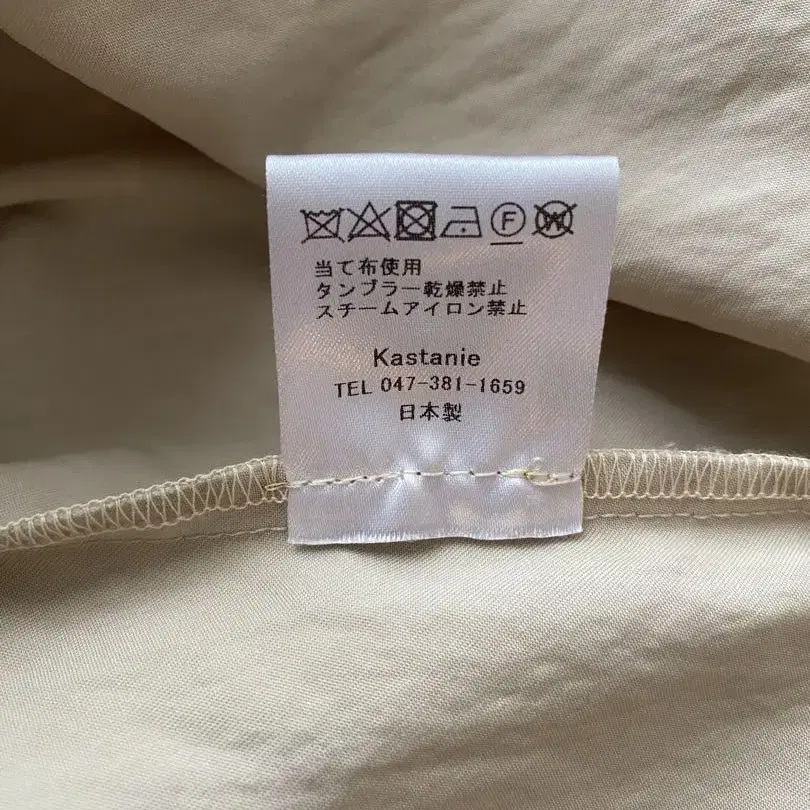 F W
当て布使用
タンブラー乾燥禁止
スチームアイロン禁止
Kastanie
TEL 047-381-1659
日本製